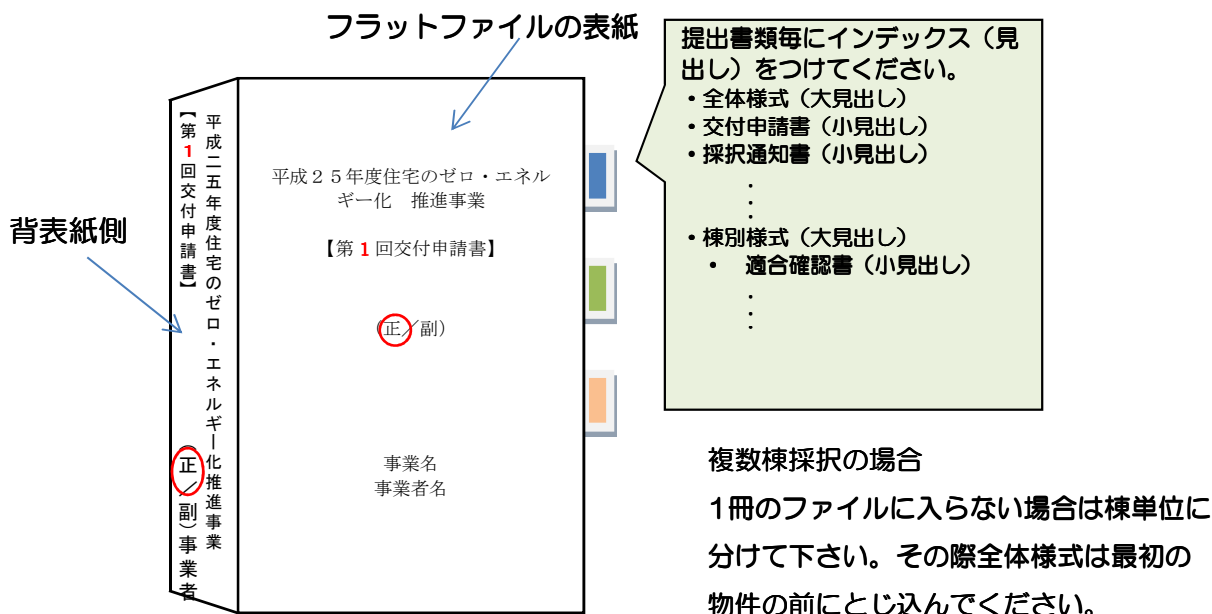 フラットファイルの表紙
提出書類毎にインデックス（見
出し）をつけてください。
・全体様式（大見出し）
・交付申請書（小見出し）
・採択通知書（小見出し）
・
・
・
・棟別様式（大見出し）
・ 適合確認書（小見出し）
・
・
・
背表紙側
平成二五年度住宅のゼロ・エネルギー化推進事業
【第1回交付申請書】
（正／副）事業者
平成２５年度住宅のゼロ・エネル
ギー化　推進事業
【第１回交付申請書】
（正／副）
事業名
事業者名
複数棟採択の場合
1冊のファイルに入らない場合は棟単位に
分けて下さい。その際全体様式は最初の
物件の前にとじ込んでください。